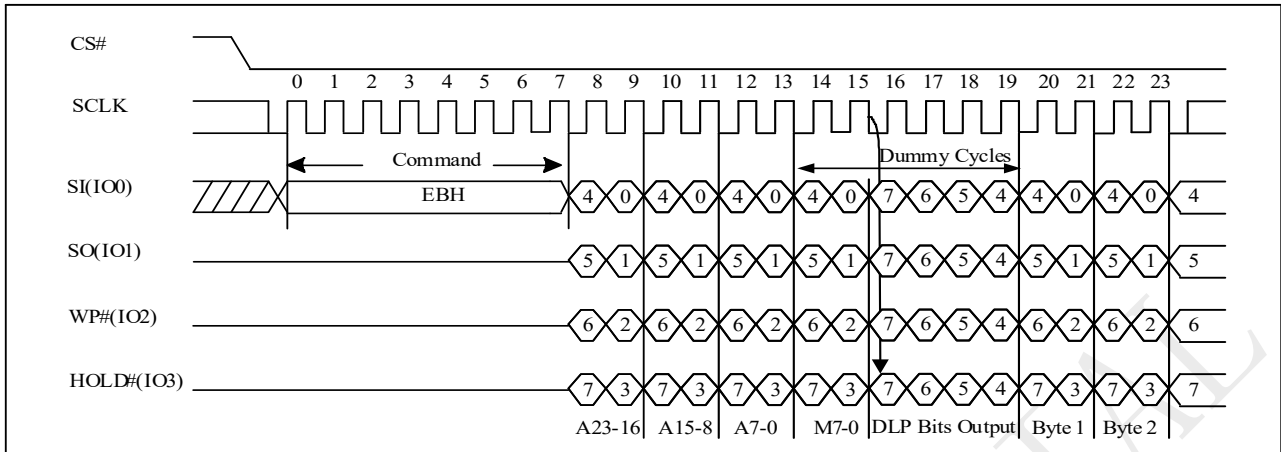 CS#
0 1 2 3 4 5 6 7 8 9 10 11 12 13 14 15 16 17 18 19 20 21 22 23
SCLK
Command
Dummy Cycles
SI(IO0)
EBH
4 0 4 0 4 0 4 0 7 6 5 4 4 0 4 0 4
SO(IO1)
5 1 5 1 5 1 5 1 7 6 5 4 5 1 5 1 5
WP#(IO2)
6 2 6 2 6 2 6 2 7 6 5 4 6 2 6 2 6
HOLD#(IO3)
7 3 7 3 7 3 7 3 7 6 5 4 7 3 7 3 7
A23-16 A15-8 A7-0 M7-0 DLP Bits Output Byte 1 Byte 2